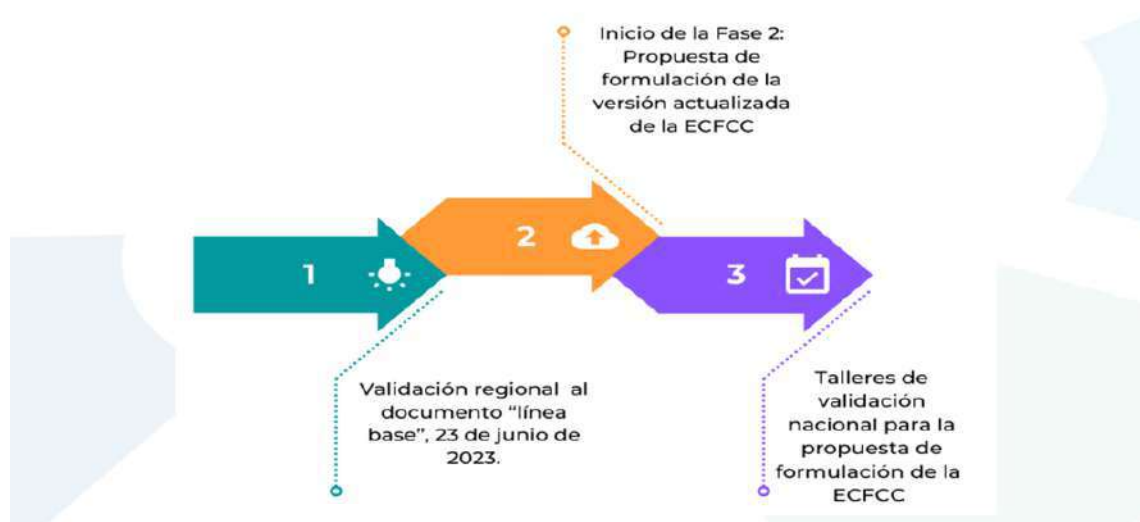 Inicio de la Fase 2:
Propuesta de
formulación de la
versión actualizada
de la ECFCC
1
2
3
Validación regional al
documento “línea
base”, 23 de junio de
2023.
Talleres de
validación
nacional para la
propuesta de
formulación de la
ECFCC